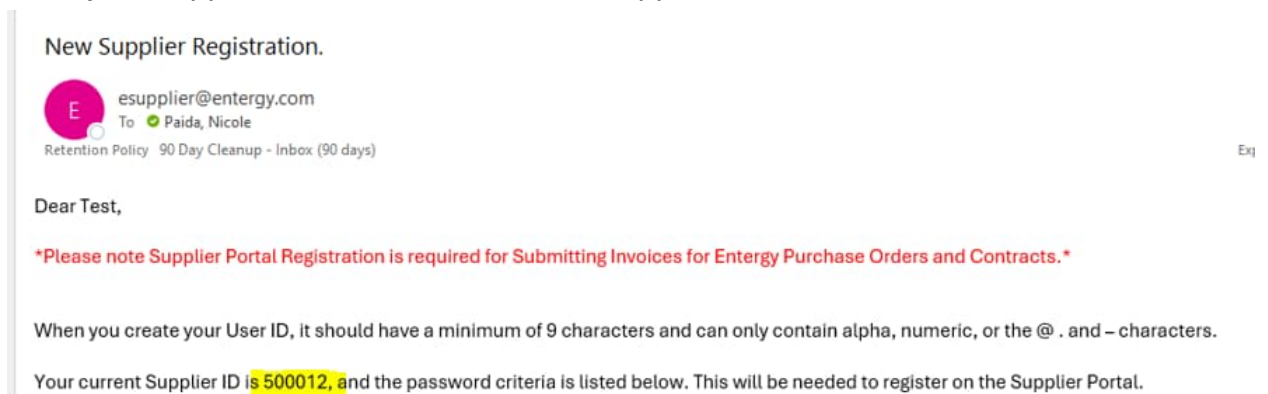 New Supplier Registration.
E
esupplier@entergy.com
To Paida, Nicole
Retention Policy 90 Day Cleanup - Inbox (90 days)
Dear Test,
*Please note Supplier Portal Registration is required for Submitting Invoices for Entergy Purchase Orders and Contracts.*
When you create your User ID, it should have a minimum of 9 characters and can only contain alpha, numeric, or the @ . and – characters.
Your current Supplier ID is 500012, and the password criteria is listed below. This will be needed to register on the Supplier Portal.